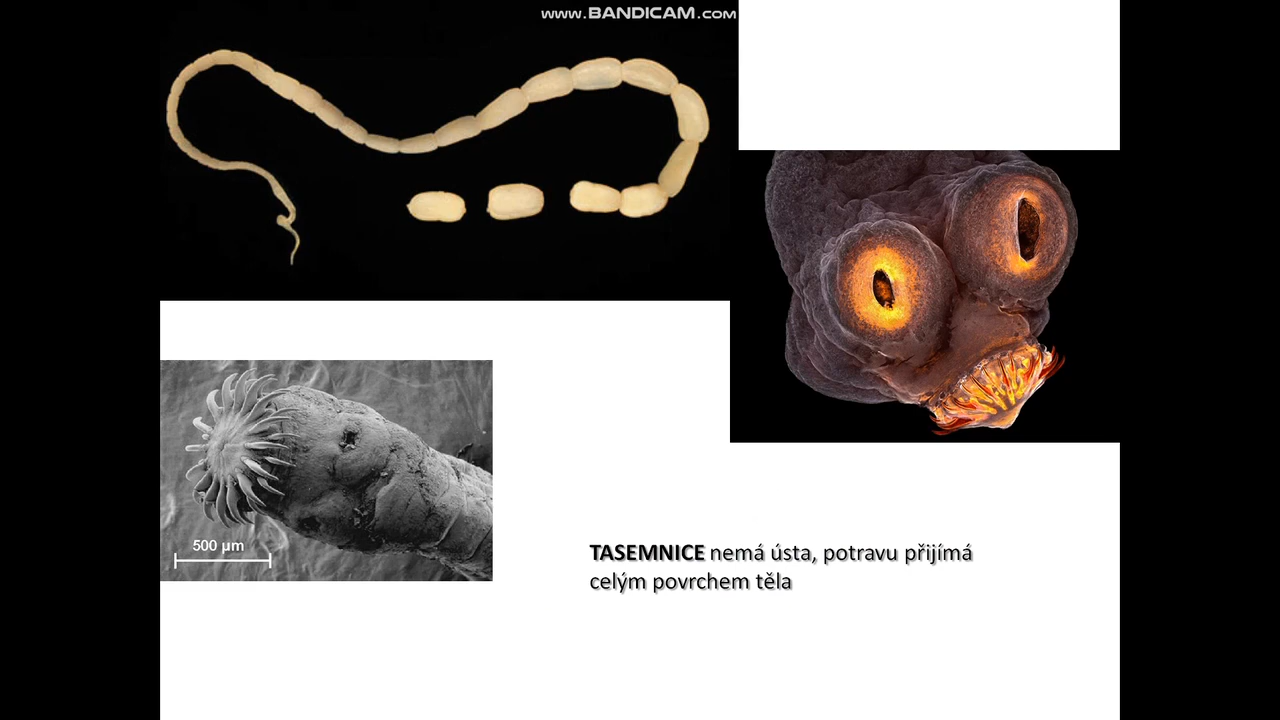 WWW.BANDICAM.COM
500 µm
TASEMNICE nemá ústa, potravu přijímá
celým povrchem těla